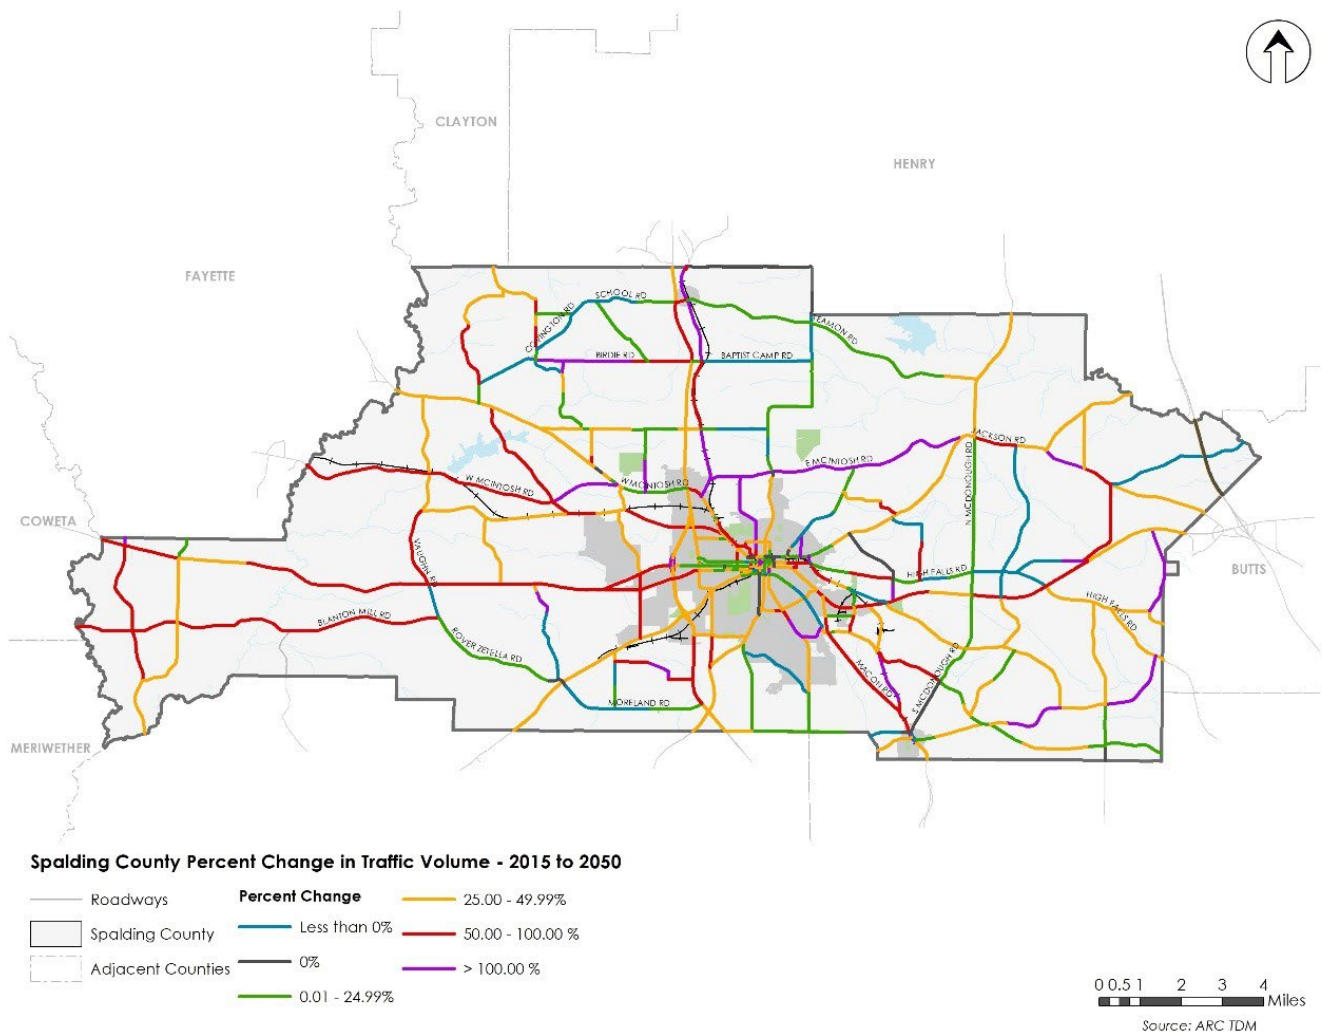 CLAYTON
HENRY
FAYETTE
SCHOOL RD
COVINGTON RD
TEAMON RD
BIRDIE RD
BAPTIST CAMP RD
JACKSON RD
E MCINTOSH RD
W MCINTOSH RD
W MCINTOSH RD
N MCDONOUGH RD
COWETA
VAUGHN RD
HIGH FALLS RD
BUTTS
HIGH FALLS RD
BLANTON MILL RD
ROVER ZETELLA RD
MACON RD
S MCDONOUGH RD
MORELAND RD
MERIWETHER
Spalding County Percent Change in Traffic Volume - 2015 to 2050
Roadways
Spalding County
Adjacent Counties
Percent Change
Less than 0%
0%
0.01 - 24.99%
25.00 - 49.99%
50.00 - 100.00 %
> 100.00 %
0 0.5 1 2 3 4
Miles
Source: ARC TDM